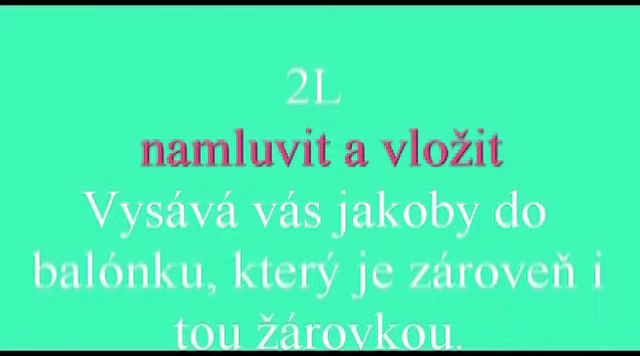 2L
namluvit a vložit
Vysává vás jakoby do
balónku, který je zároveň i
tou žárovkou.